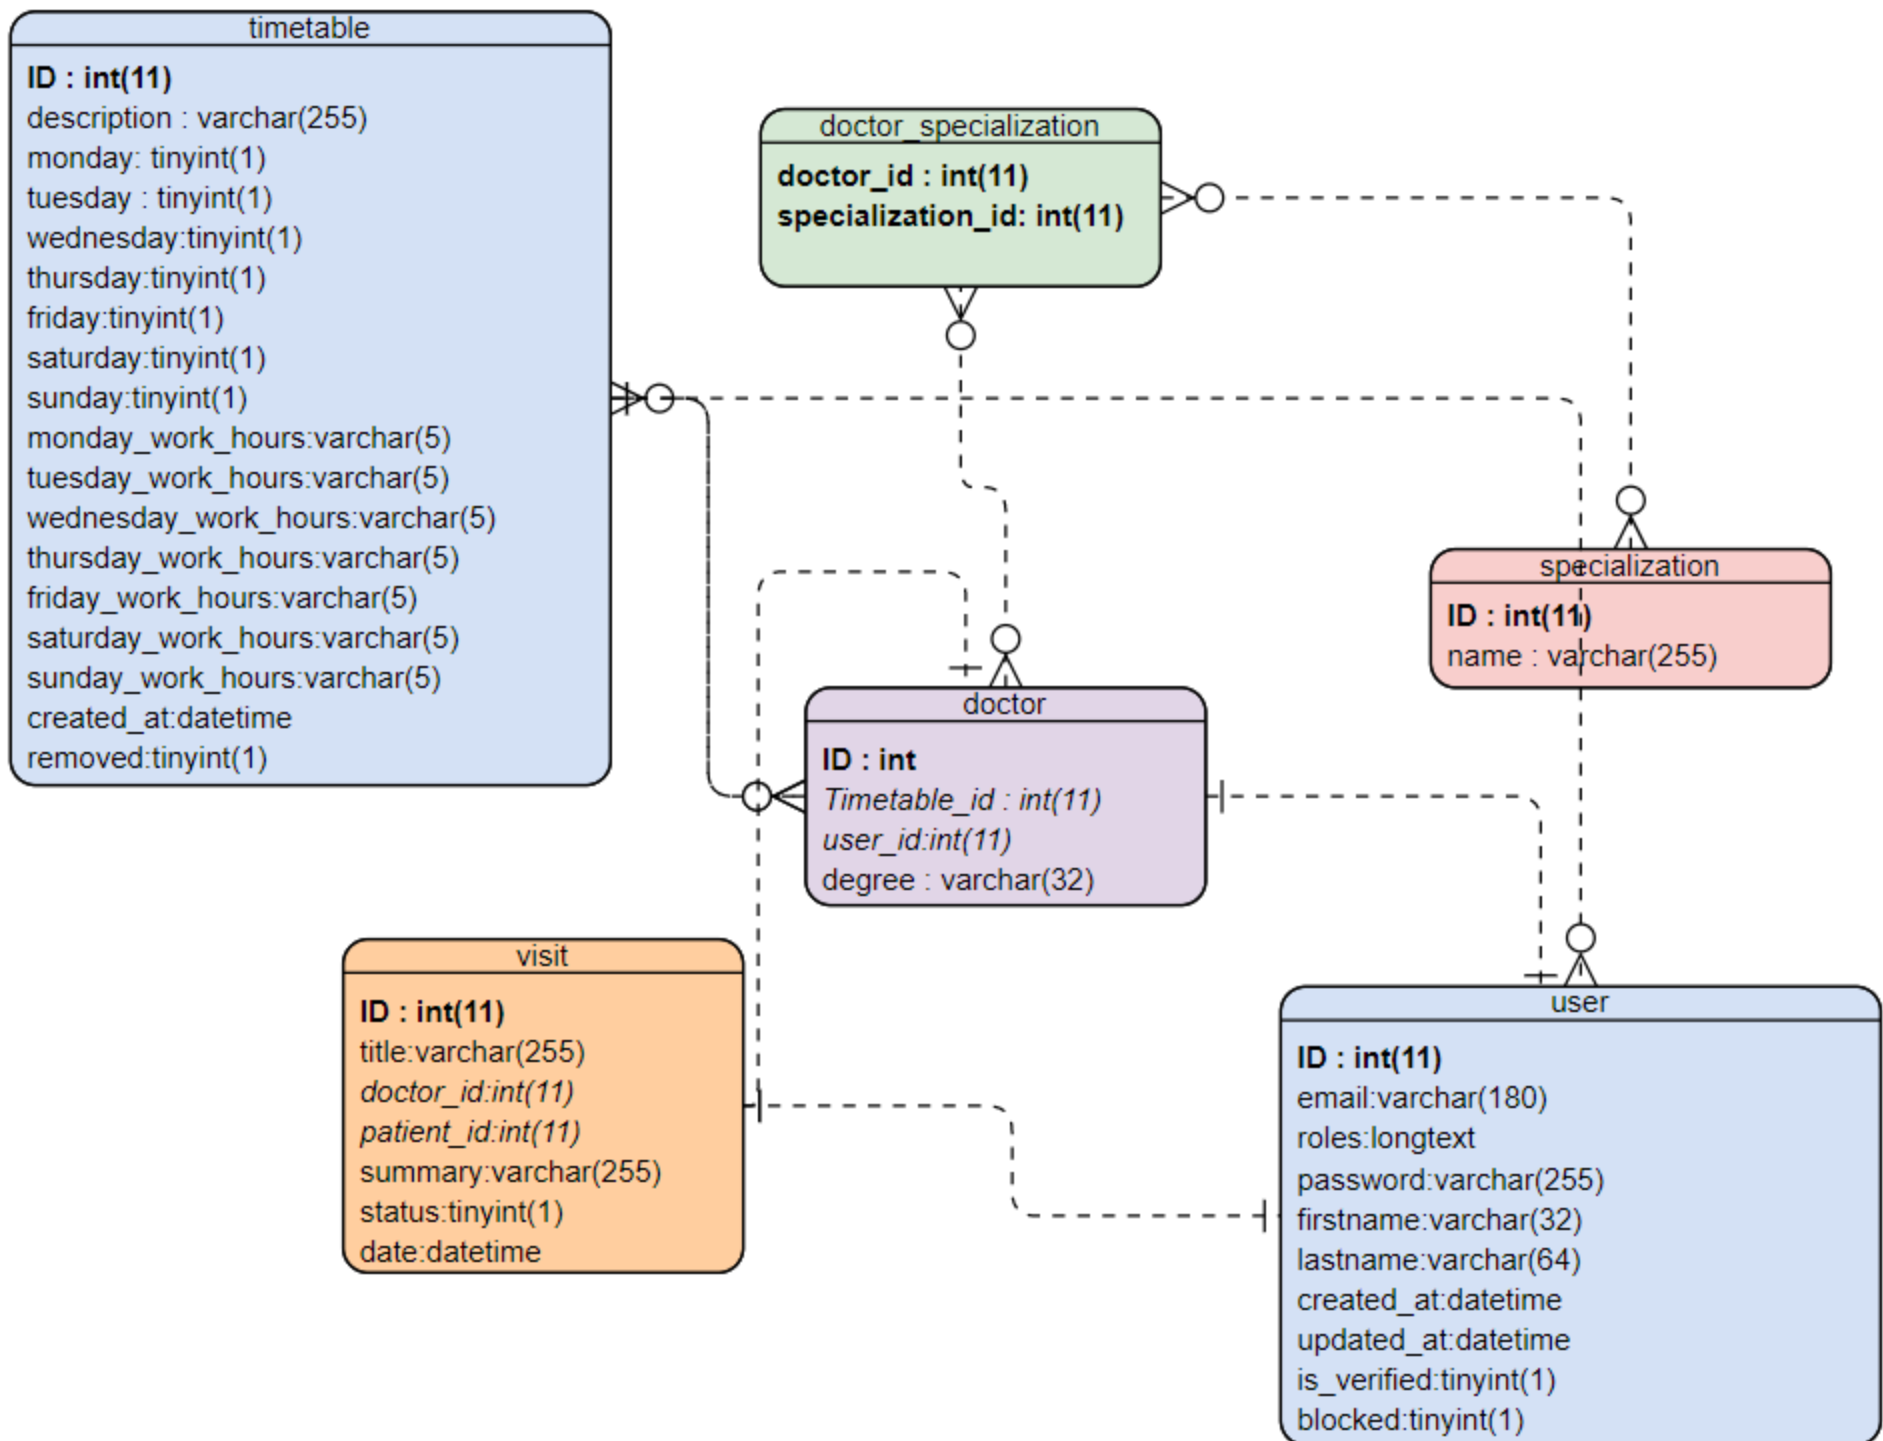 timetable
ID : int(11)
description : varchar(255)
monday: tinyint(1)
tuesday : tinyint(1)
wednesday:tinyint(1)
thursday:tinyint(1)
friday:tinyint(1)
saturday:tinyint(1)
sunday:tinyint(1)
monday_work_hours:varchar(5)
tuesday_work_hours:varchar(5)
wednesday_work_hours:varchar(5)
thursday_work_hours:varchar(5)
friday_work_hours:varchar(5)
saturday_work_hours:varchar(5)
sunday_work_hours:varchar(5)
created_at:datetime
removed:tinyint(1)
doctor_specialization
doctor_id : int(11)
specialization_id: int(11)
specialization
ID : int(11)
name : varchar(255)
doctor
ID : int
Timetable_id : int(11)
user_id:int(11)
degree : varchar(32)
visit
ID : int(11)
title:varchar(255)
doctor_id:int(11)
patient_id:int(11)
summary:varchar(255)
status:tinyint(1)
date:datetime
user
ID : int(11)
email:varchar(180)
roles:longtext
password:varchar(255)
firstname:varchar(32)
lastname:varchar(64)
created_at:datetime
updated_at:datetime
is_verified:tinyint(1)
blocked:tinyint(1)